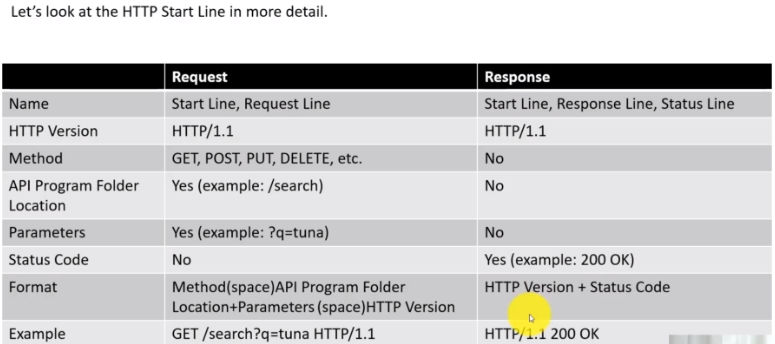 Let's look at the HTTP Start Line in more detail.
Request Response
Name Start Line, Request Line Start Line, Response Line, Status Line
HTTP Version HTTP/1.1 HTTP/1.1
Method GET, POST, PUT, DELETE, etc. No
API Program Folder Yes (example: /search) No
Location
Parameters Yes (example: ?q=tuna) No
Status Code No Yes (example: 200 OK)
Format Method(space)API Program Folder HTTP Version + Status Code
Location+Parameters (space)HTTP Version
Example GET /search?q=tuna HTTP/1.1 HTTP/1.1 200 OK